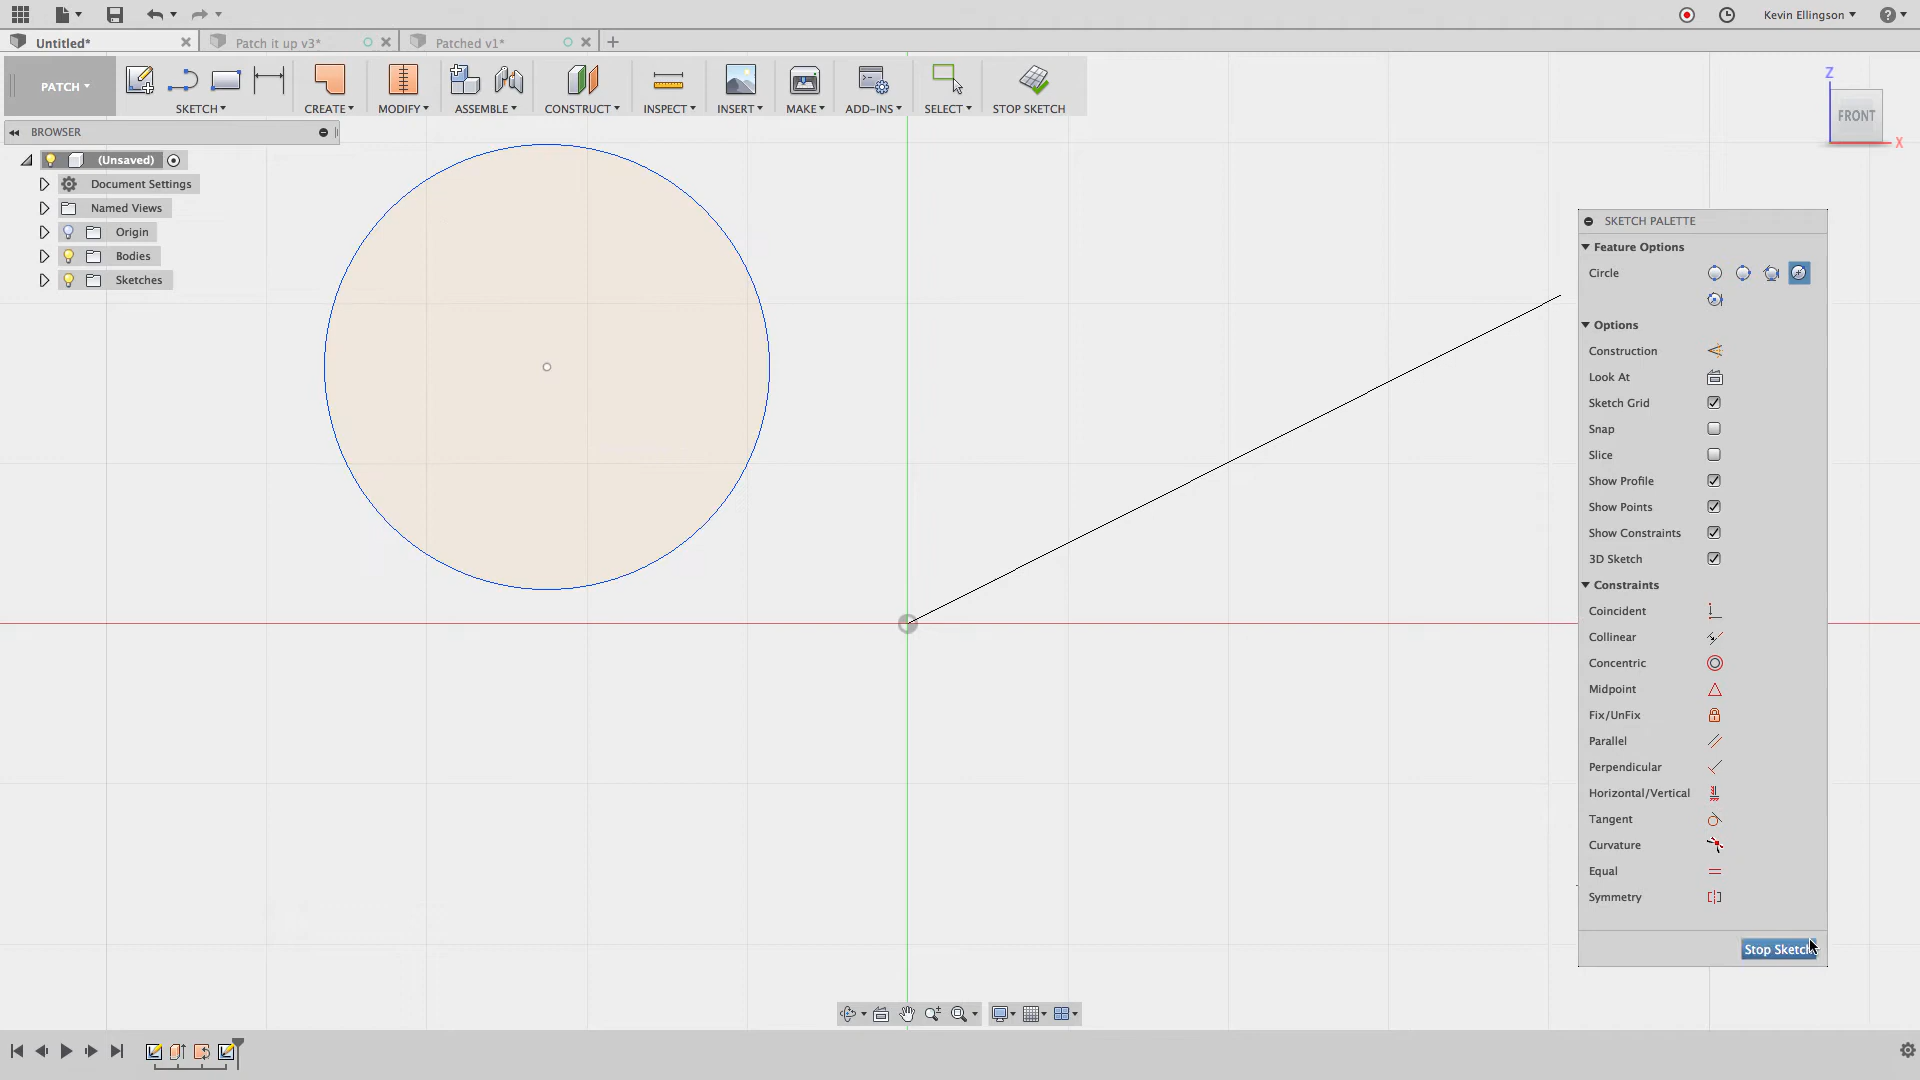 Kevin Ellingson
Untitled*
Patch it up v3*
Patched v1*
PATCH
SKETCH
CREATE
MODIFY
ASSEMBLE
CONSTRUCT
INSPECT
INSERT
MAKE
ADD-INS
SELECT
STOP SKETCH
BROWSER
(Unsaved)
Document Settings
Named Views
Origin
Bodies
Sketches
Z
FRONT
X
SKETCH PALETTE
Feature Options
Circle
Options
Construction
Look At
Sketch Grid
Snap
Slice
Show Profile
Show Points
Show Constraints
3D Sketch
Constraints
Coincident
Collinear
Concentric
Midpoint
Fix/UnFix
Parallel
Perpendicular
Horizontal/Vertical
Tangent
Curvature
Equal
Symmetry
Stop Sketch